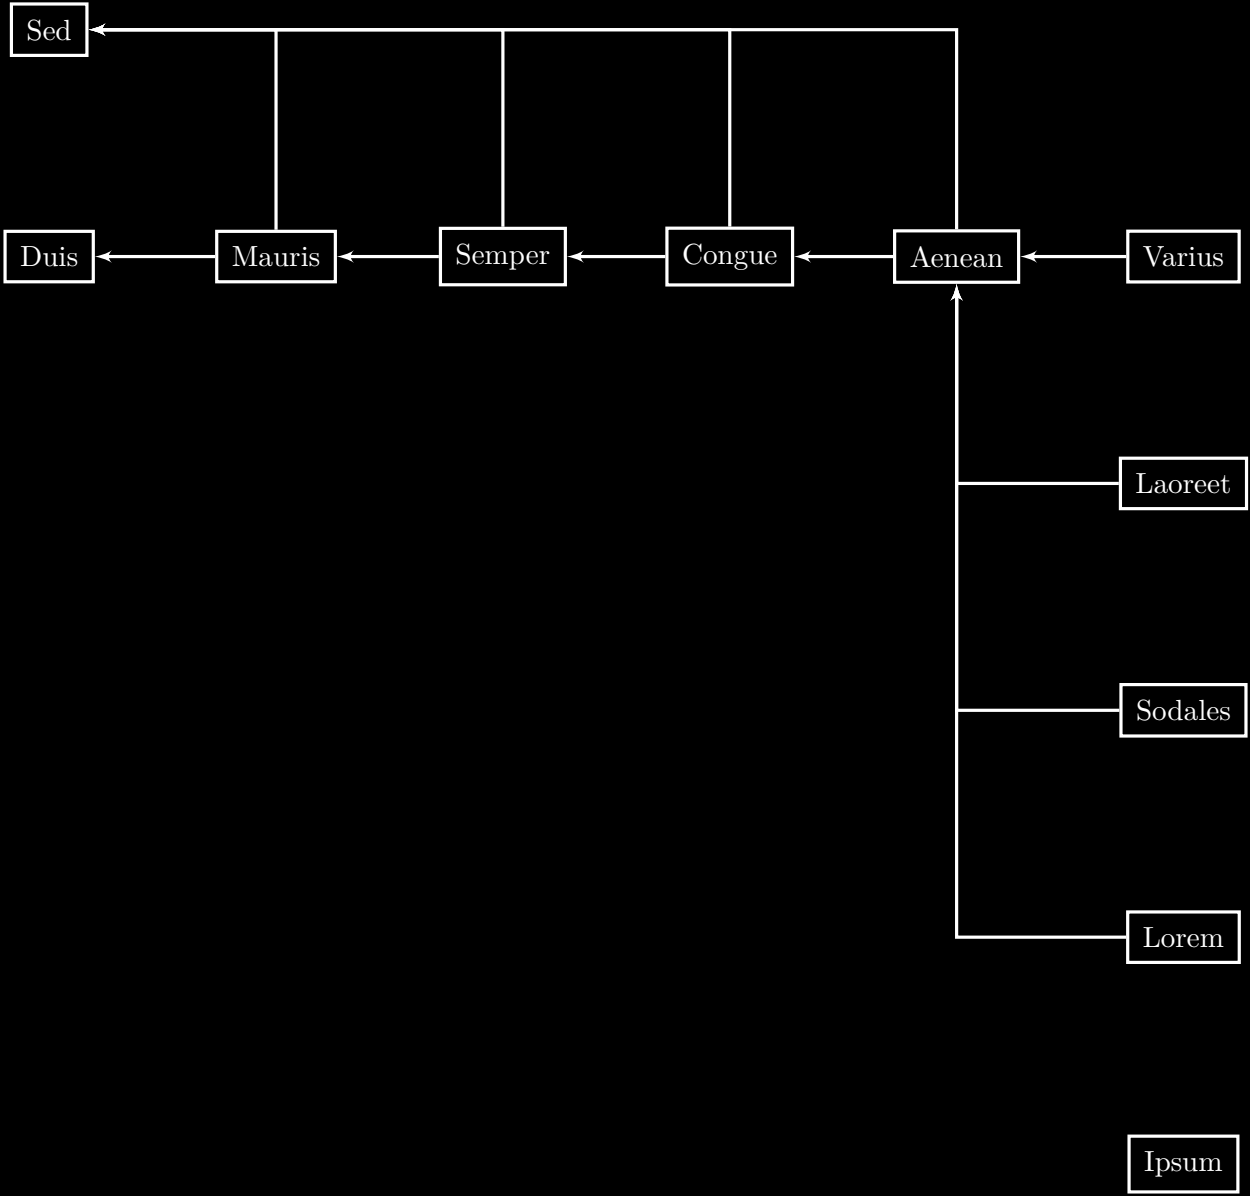 Sed
Duis
Mauris
Semper
Congue
Aenean
Varius
Laoreet
Sodales
Lorem
Ipsum